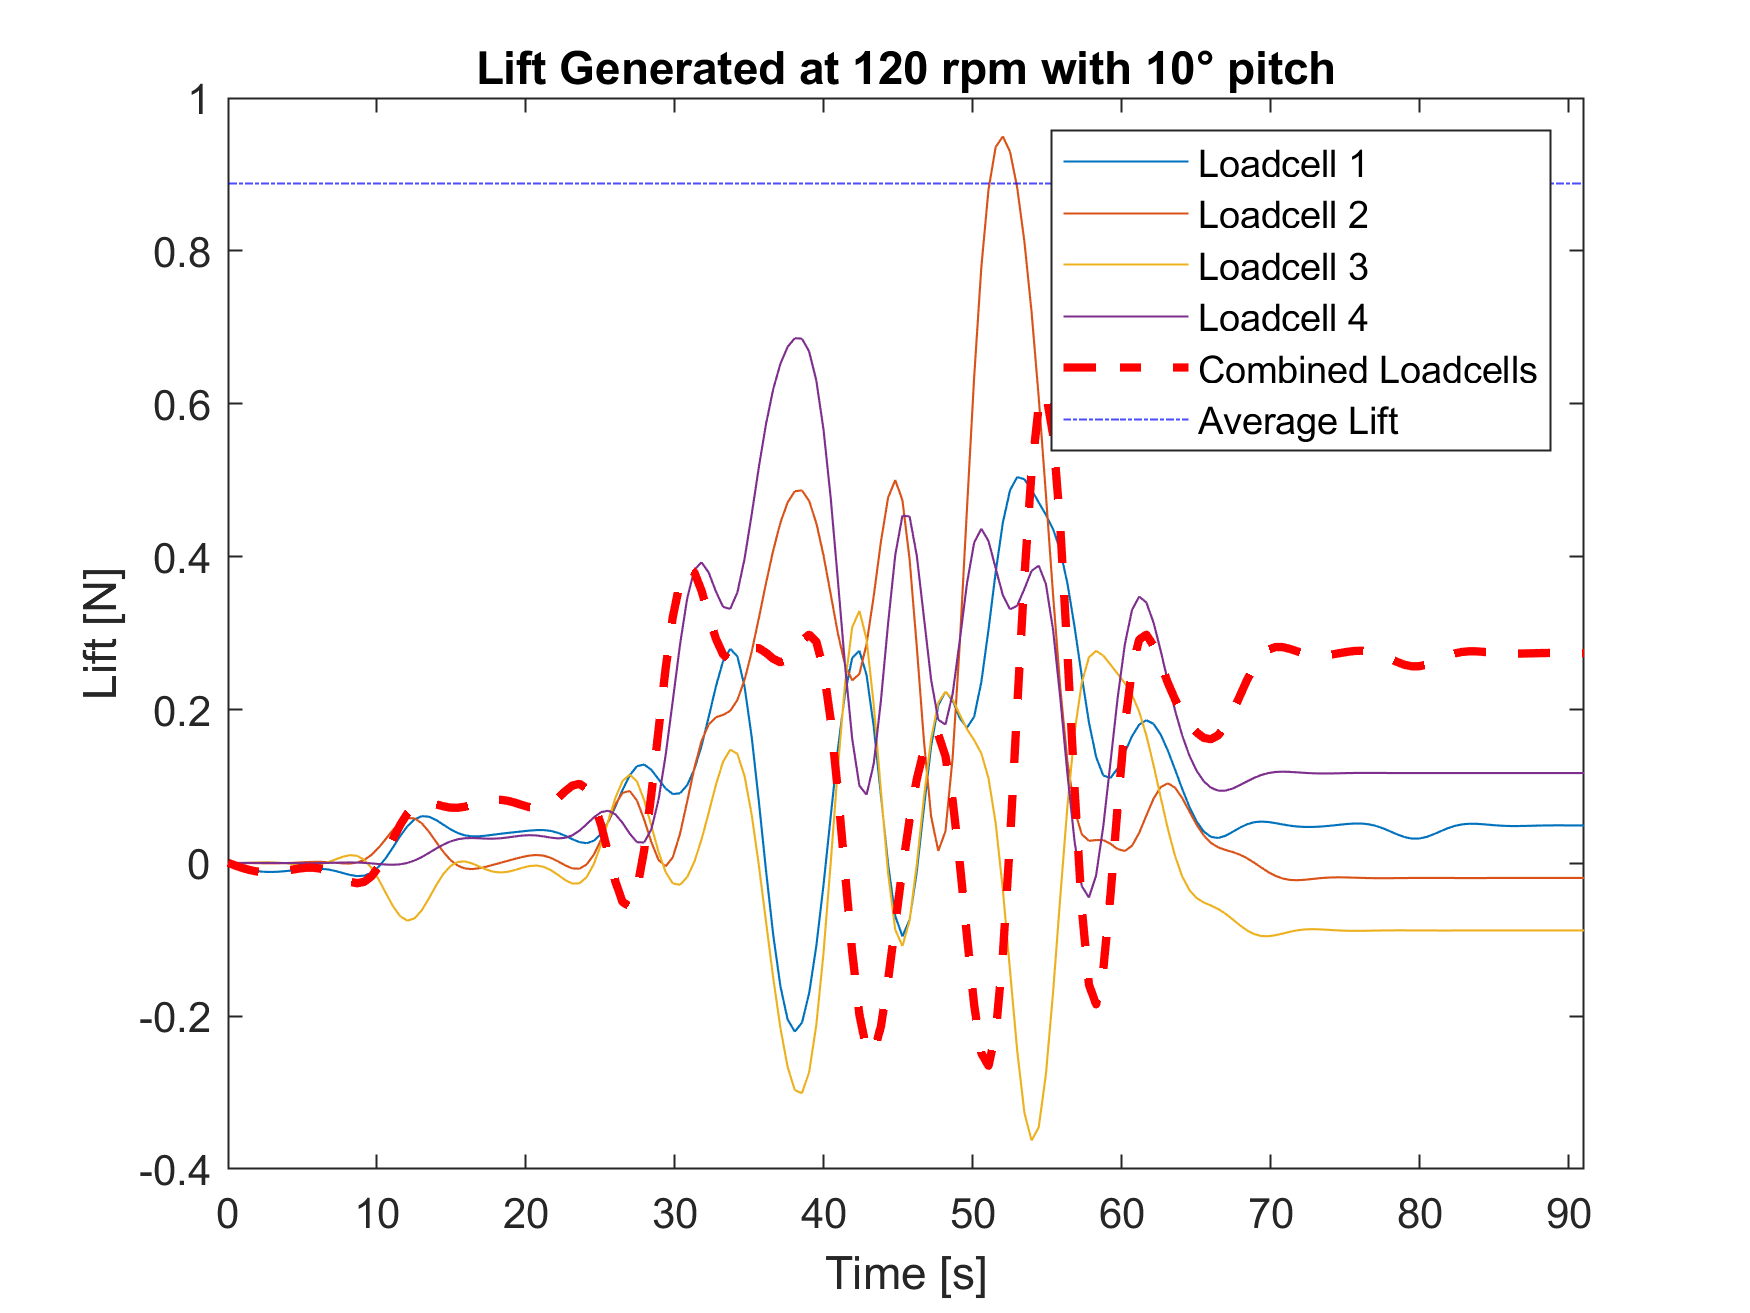 Lift Generated at 120 rpm with 10° pitch
1
0.8
0.6
0.4
0.2
0
-0.2
-0.4
Lift [N]
Loadcell 1
Loadcell 2
Loadcell 3
Loadcell 4
Combined Loadcells
Average Lift
0 10 20 30 40 50 60 70 80 90
Time [s]